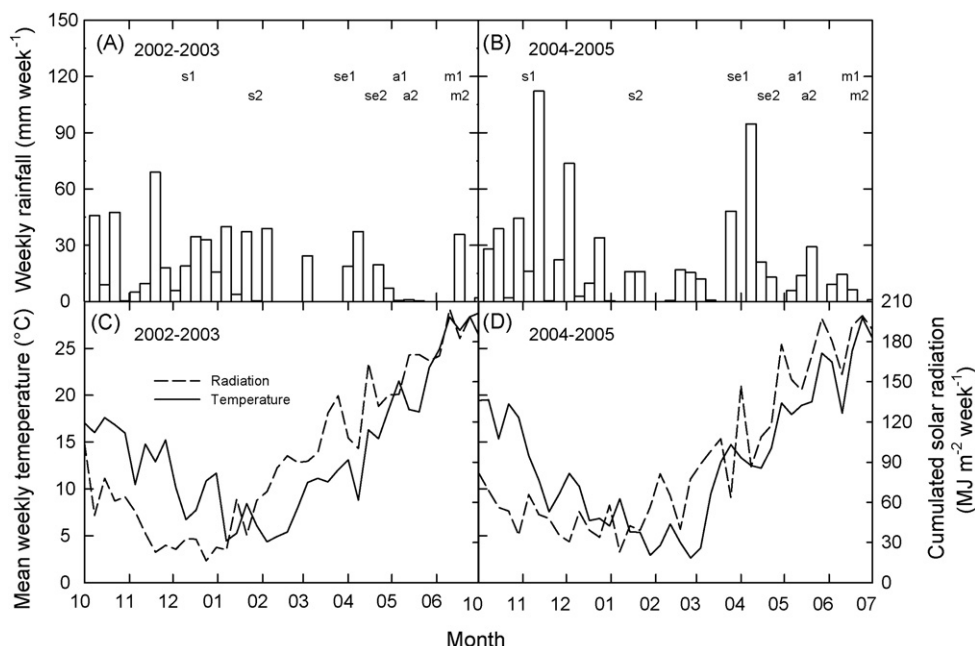 150
120
90
60
30
0
Weekly rainfall (mm week-1)
(A)
2002-2003
s1
s2
se1
se2
a1
a2
m1
m2
(B)
2004-2005
s1
s2
se1
se2
a1
a2
m1
m2
25
20
15
10
5
0
Mean weekly temeperature (°C)
(C)
2002-2003
Radiation
Temperature
(D)
2004-2005
210
180
150
120
90
60
30
0
Cumulated solar radiation
(MJ m-2 week-1)
10 11 12 01 02 03 04 05 06 10 11 12 01 02 03 04 05 06 07
Month